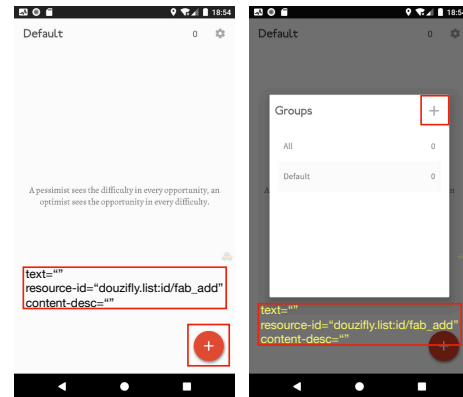 18:54
Default 0
A pessimist sees the difficulty in every opportunity, an
optimist sees the opportunity in every difficulty.
text=“”
resource-id=“douzifly.list:id/fab_add”
content-desc=“”
+
18:54
Default 0
Groups +
All 0
Default 0
A n
text=“”
resource-id=“douzifly.list:id/fab_add”
content-desc=“”
+